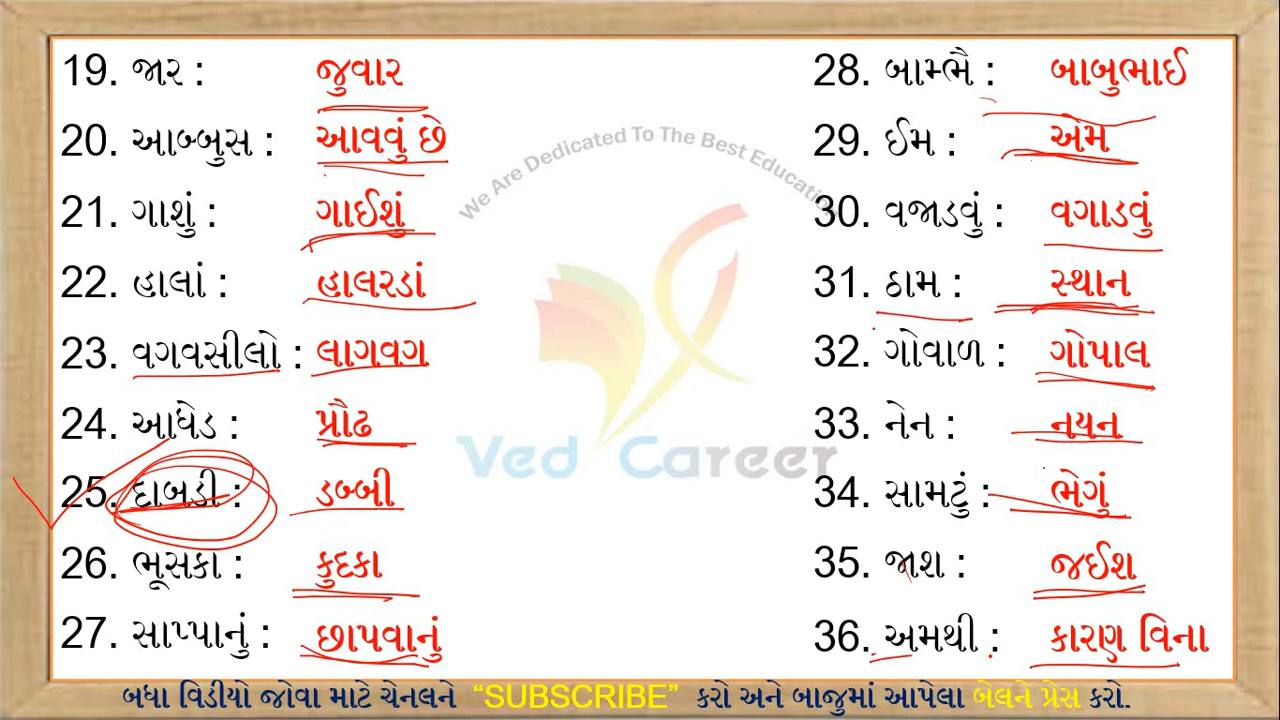 19. જાર : જુવાર
20. આબ્બુસ : આવવું છે
21. ગાશું : ગાઈશું
22. હાલાં : હાલરડાં
23. વગવસીલો : લાગવગ
24. આધેડ : પ્રૌઢ
25. દાબડી : ડબ્બી
26. ભૂસકા : કુદકા
27. સાપ્પાનું : છાપવાનું
We Are Dedicated To The Best Education
Ved Career
28. બામ્ભૈ : બાબુભાઈ
29. ઈમ : એમ
30. વજાડવું : વગાડવું
31. ઠામ : સ્થાન
32. ગોવાળ : ગોપાલ
33. નેન : નયન
34. સામટું : ભેગું
35. જાશ : જઈશ
36. અમથી : કારણ વિના
બધા વિડીયો જોવા માટે ચેનલને “SUBSCRIBE” કરો અને બાજુમાં આપેલા બેલને પ્રેસ કરો.